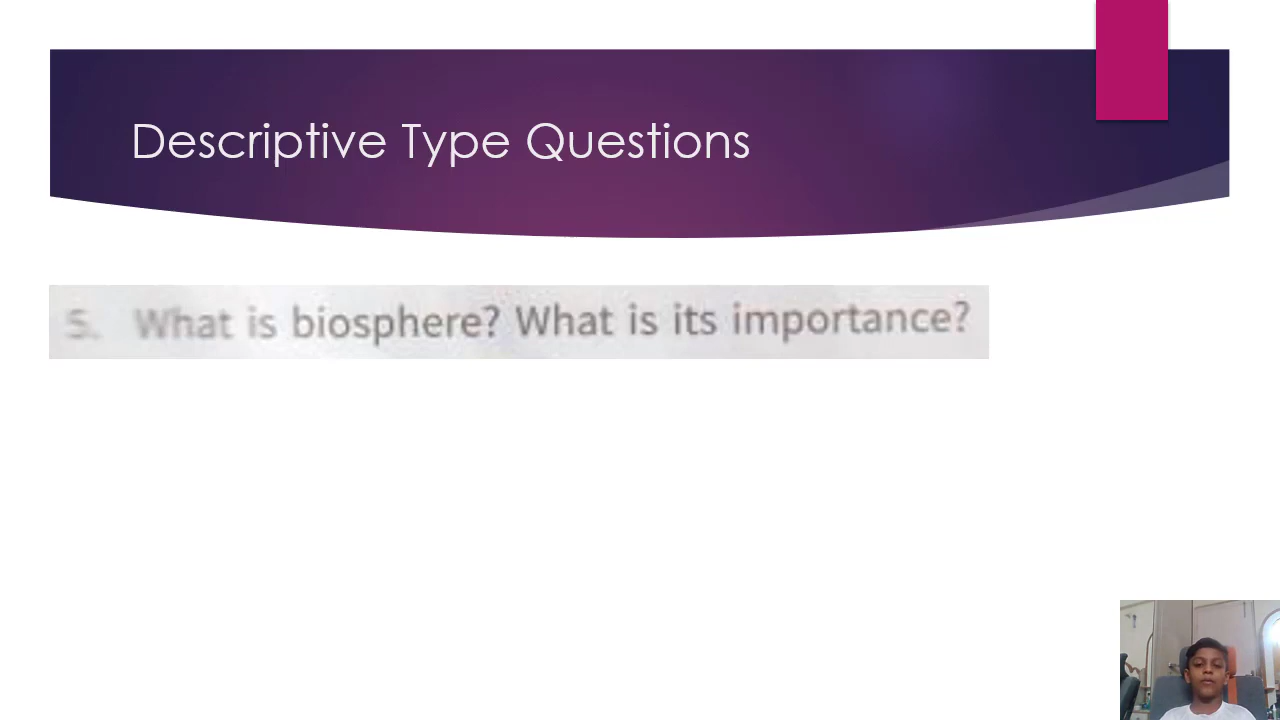 Descriptive Type Questions
5. What is biosphere? What is its importance?